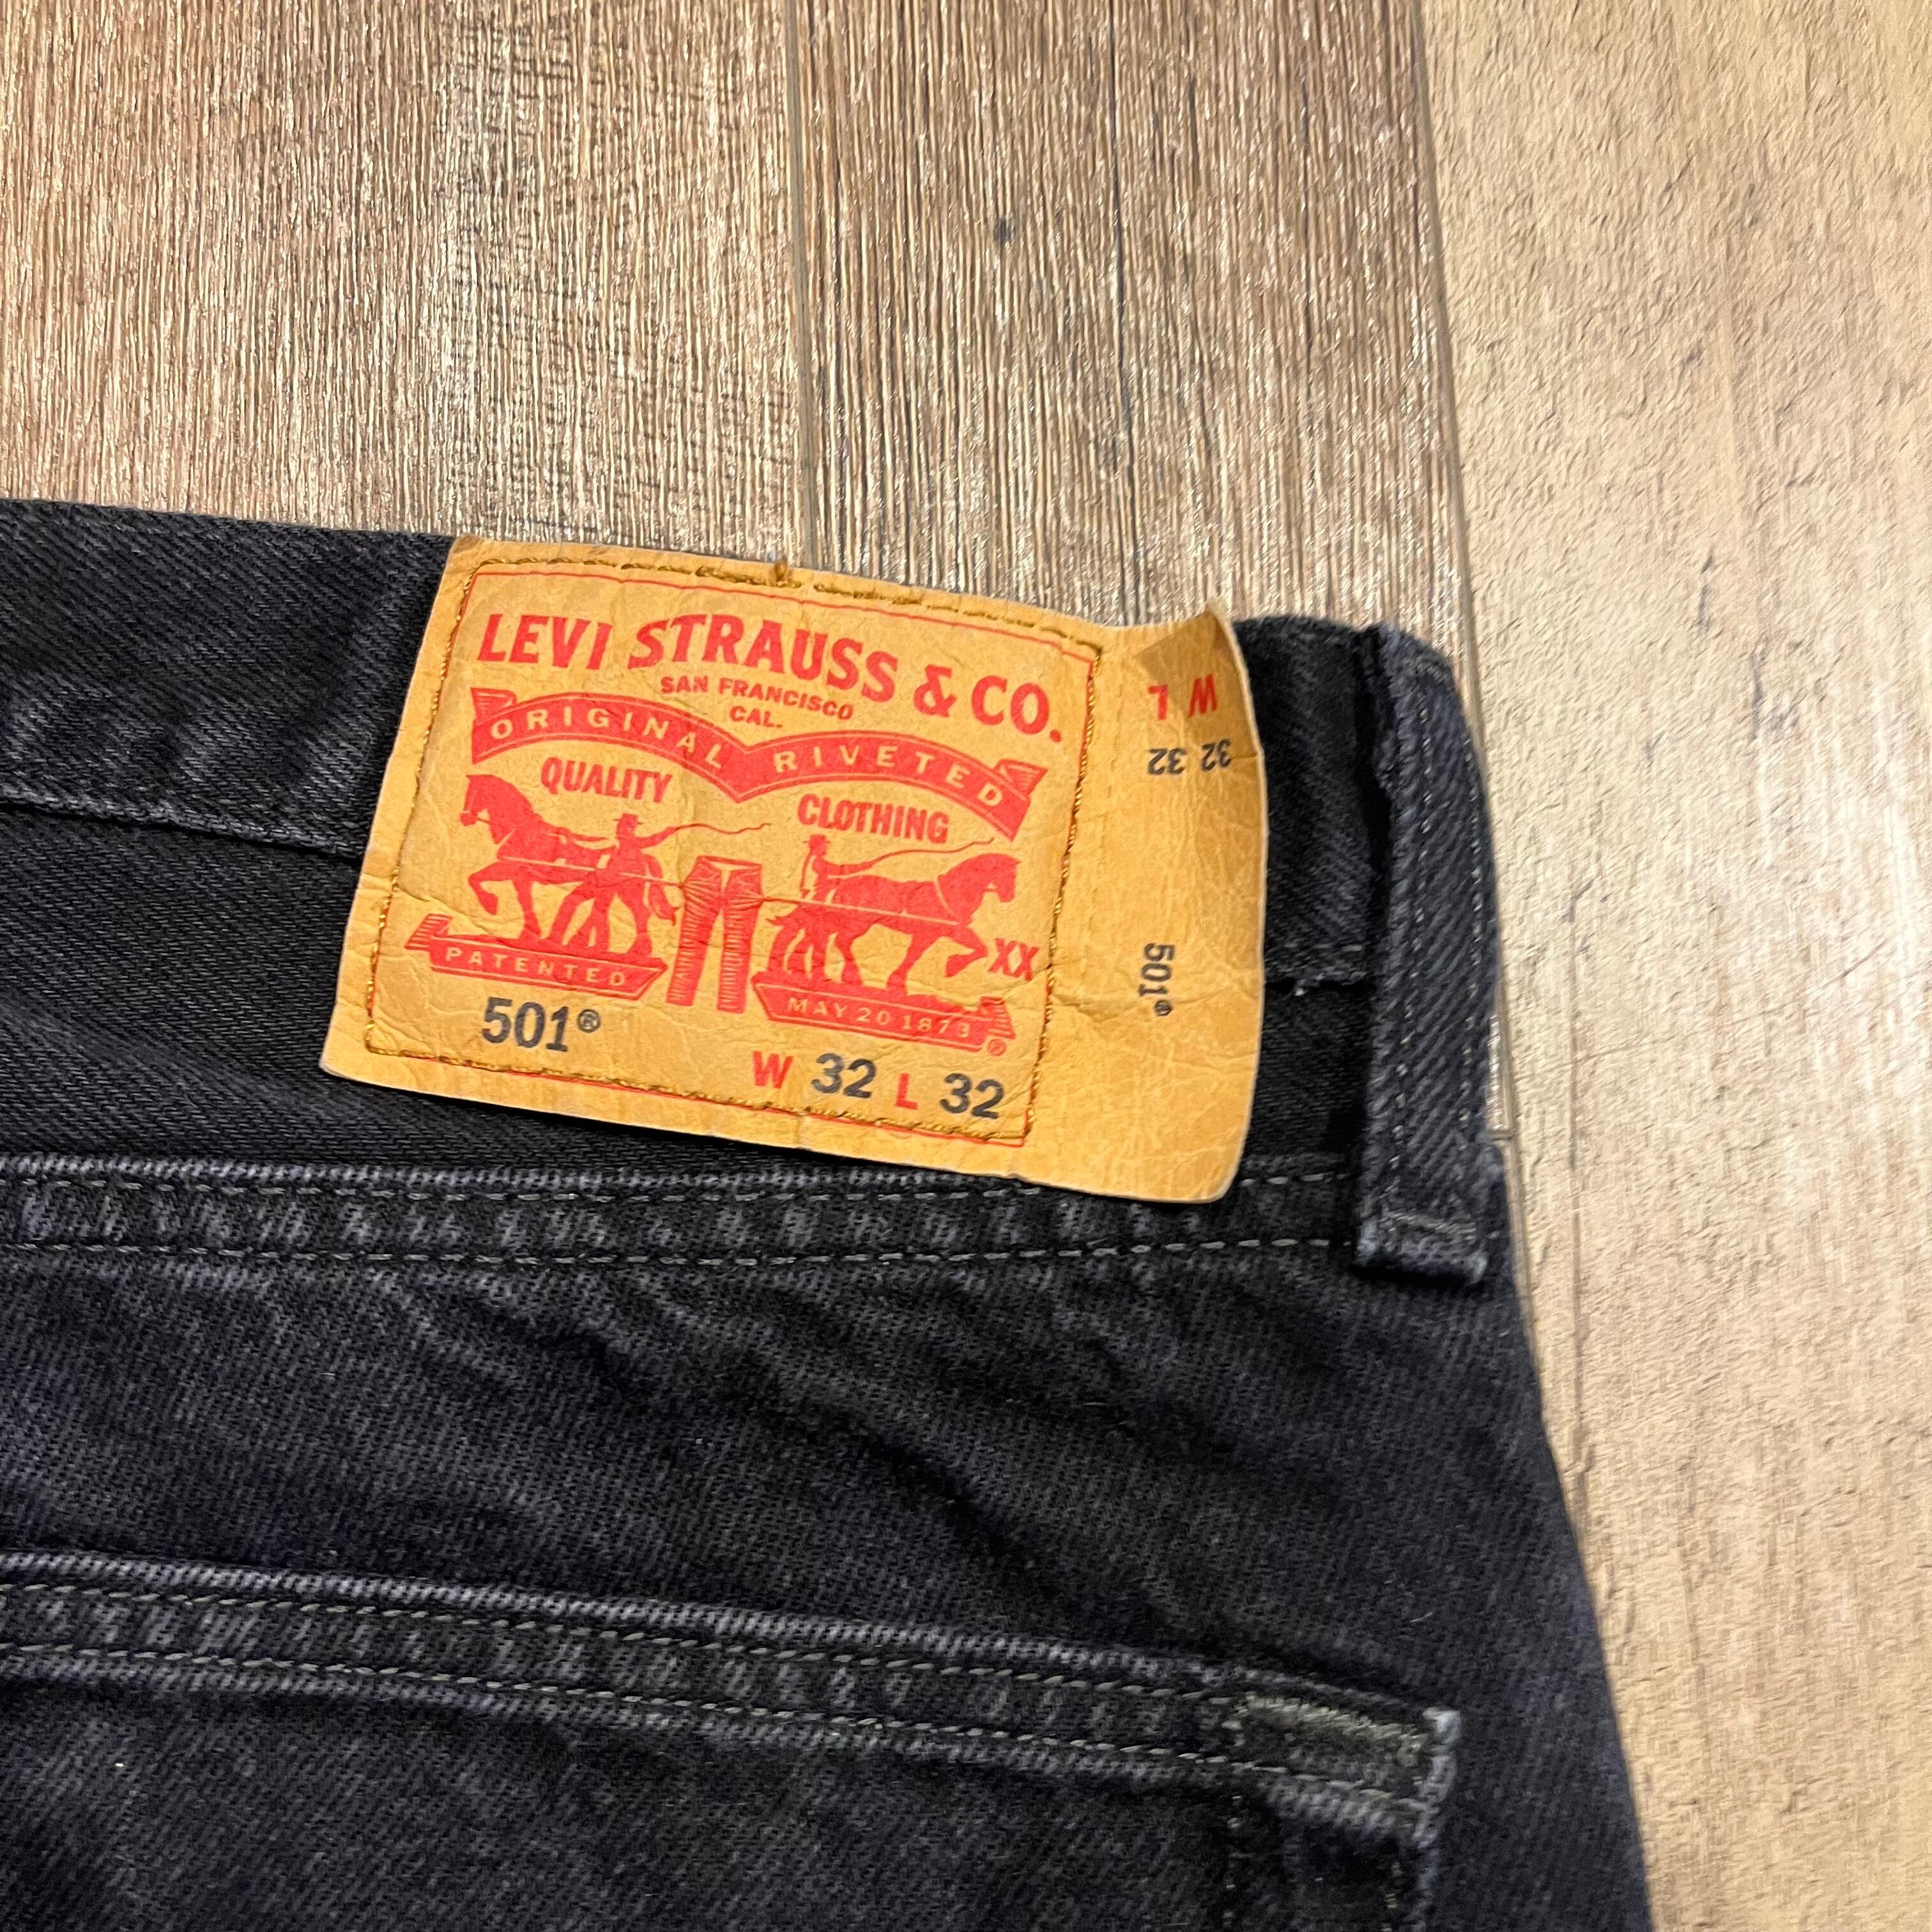 LEVI STRAUSS & CO.
SAN FRANCISCO
CAL.
ORIGINAL RIVETED
QUALITY CLOTHING
XX
PATENTED MAY 20 1873 ®
501®
W 32 L 32
W L
32 32
501®